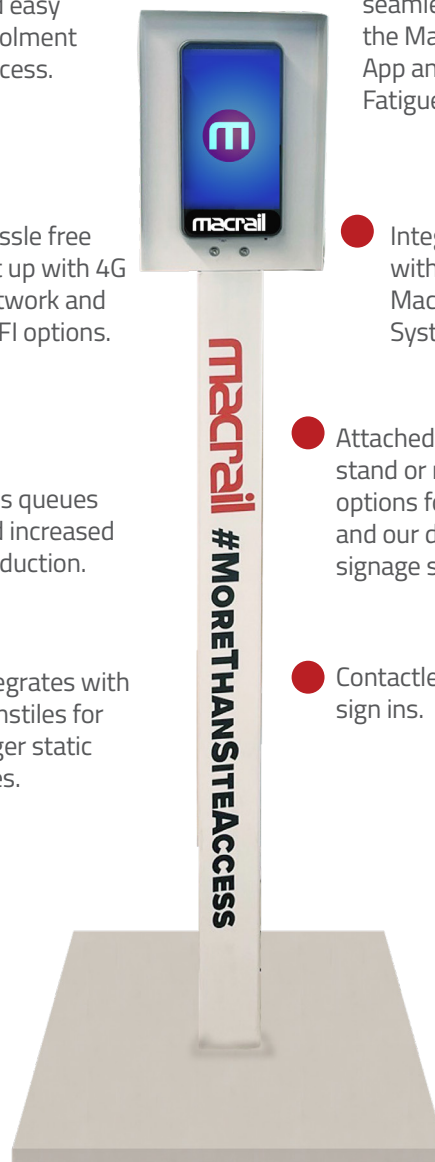 d easy
olment
cess.
ssle free
t up with 4G
twork and
FI options.
s queues
d increased
duction.
egrates with
nstiles for
ger static
es.
m
macrail
macrail #MoreThanSiteAccess
seamle
the Ma
App an
Fatigue
Integ
with
Mac
Syst
Attached
stand or
options fo
and our d
signage s
Contactle
sign ins.